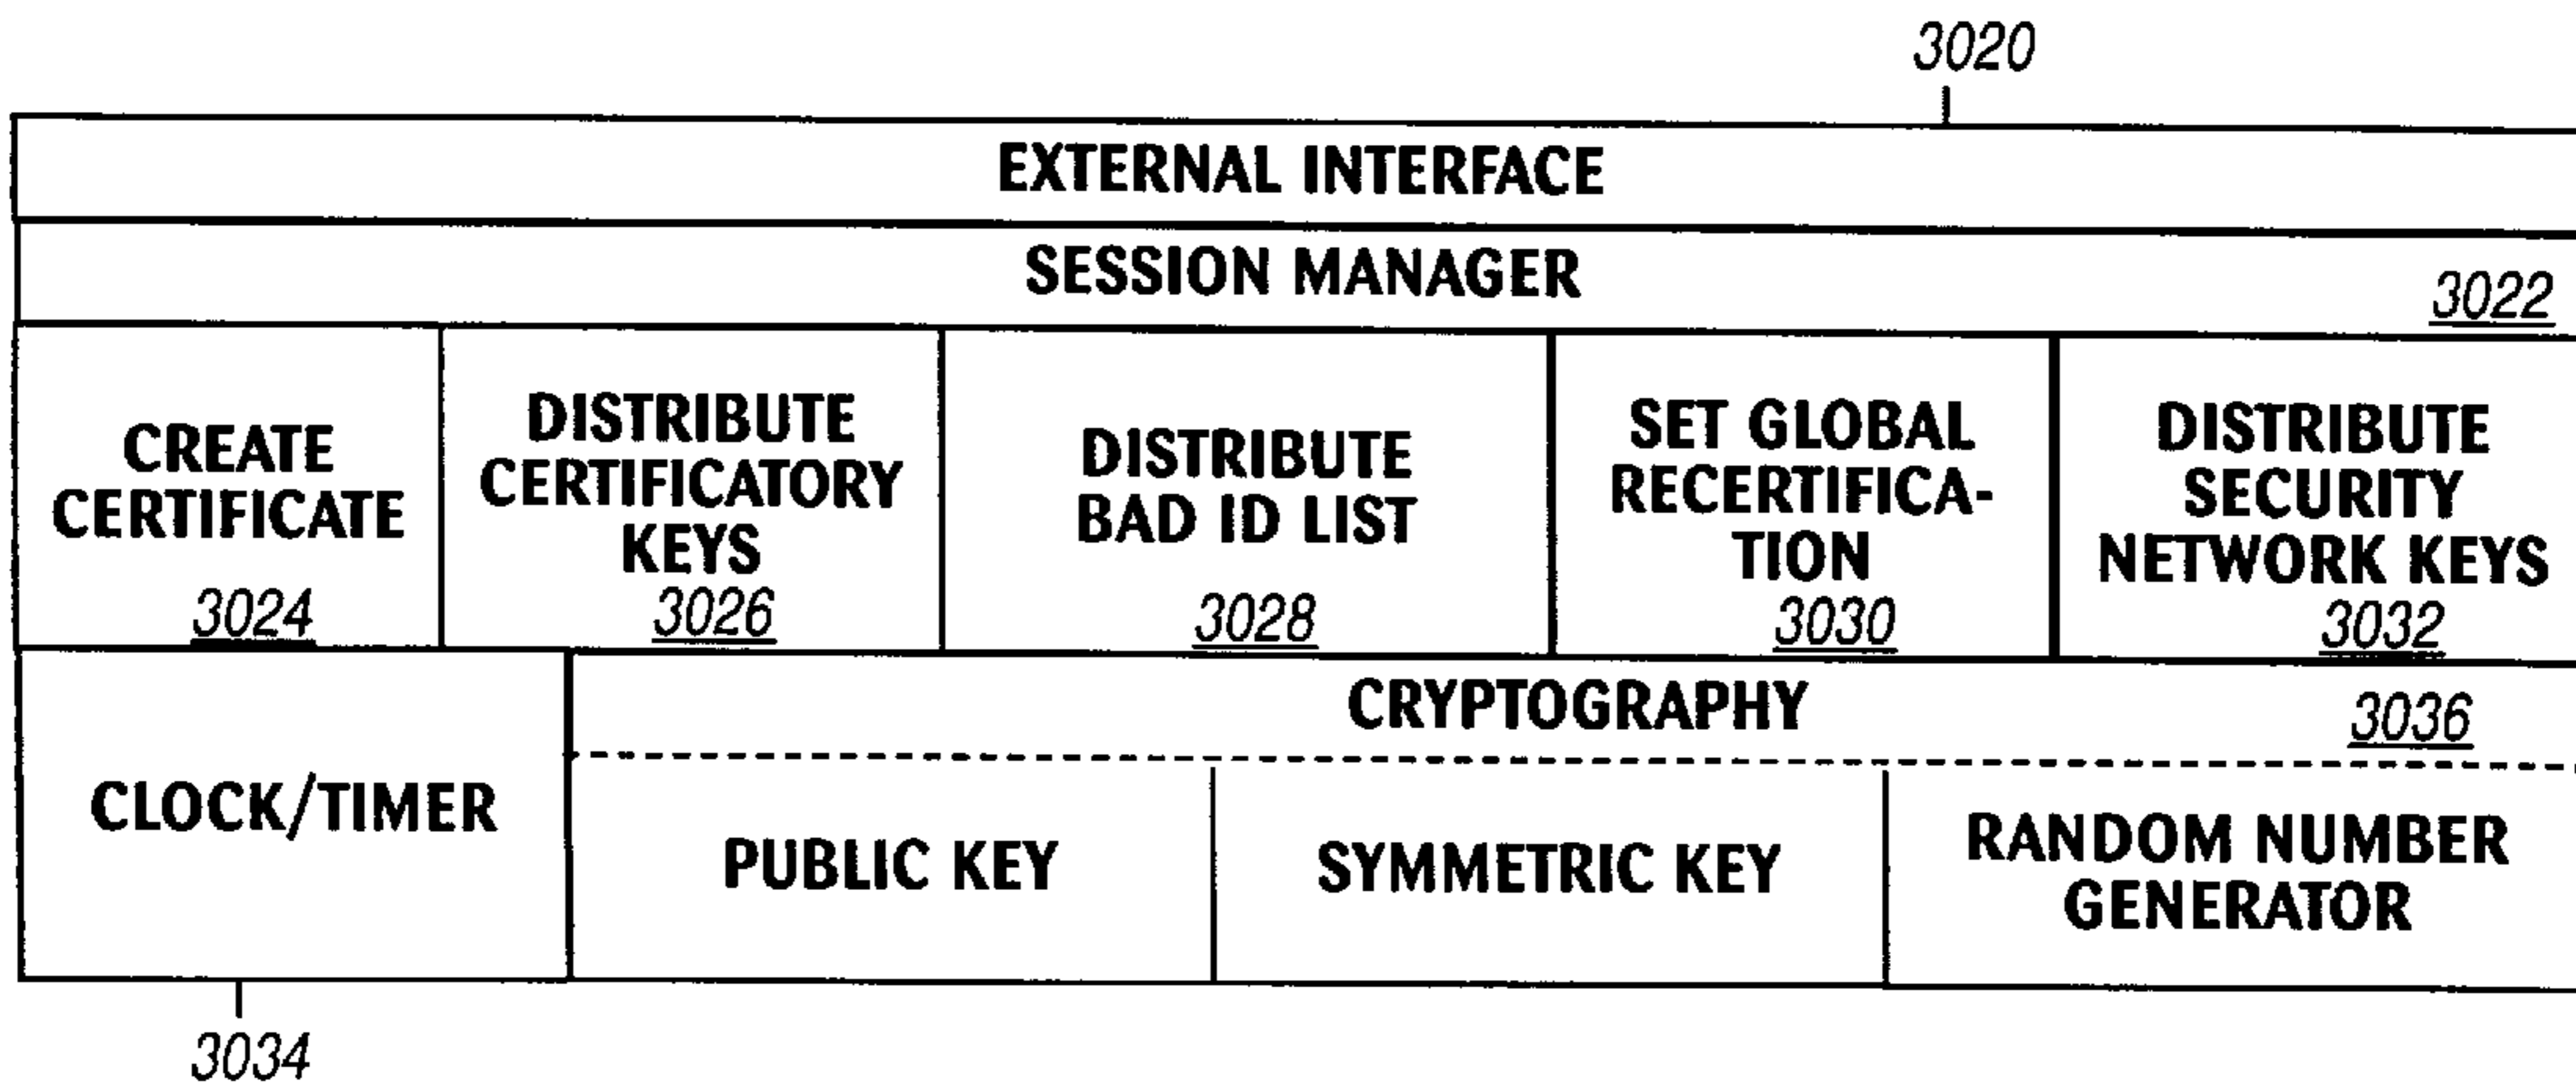 3020
EXTERNAL INTERFACE
SESSION MANAGER
3022
CREATE
CERTIFICATE
3024
DISTRIBUTE
CERTIFICATORY
KEYS
3026
DISTRIBUTE
BAD ID LIST
3028
SET GLOBAL
RECERTIFICA-
TION
3030
DISTRIBUTE
SECURITY
NETWORK KEYS
3032
CLOCK/TIMER
3034
CRYPTOGRAPHY
3036
PUBLIC KEY
SYMMETRIC KEY
RANDOM NUMBER
GENERATOR